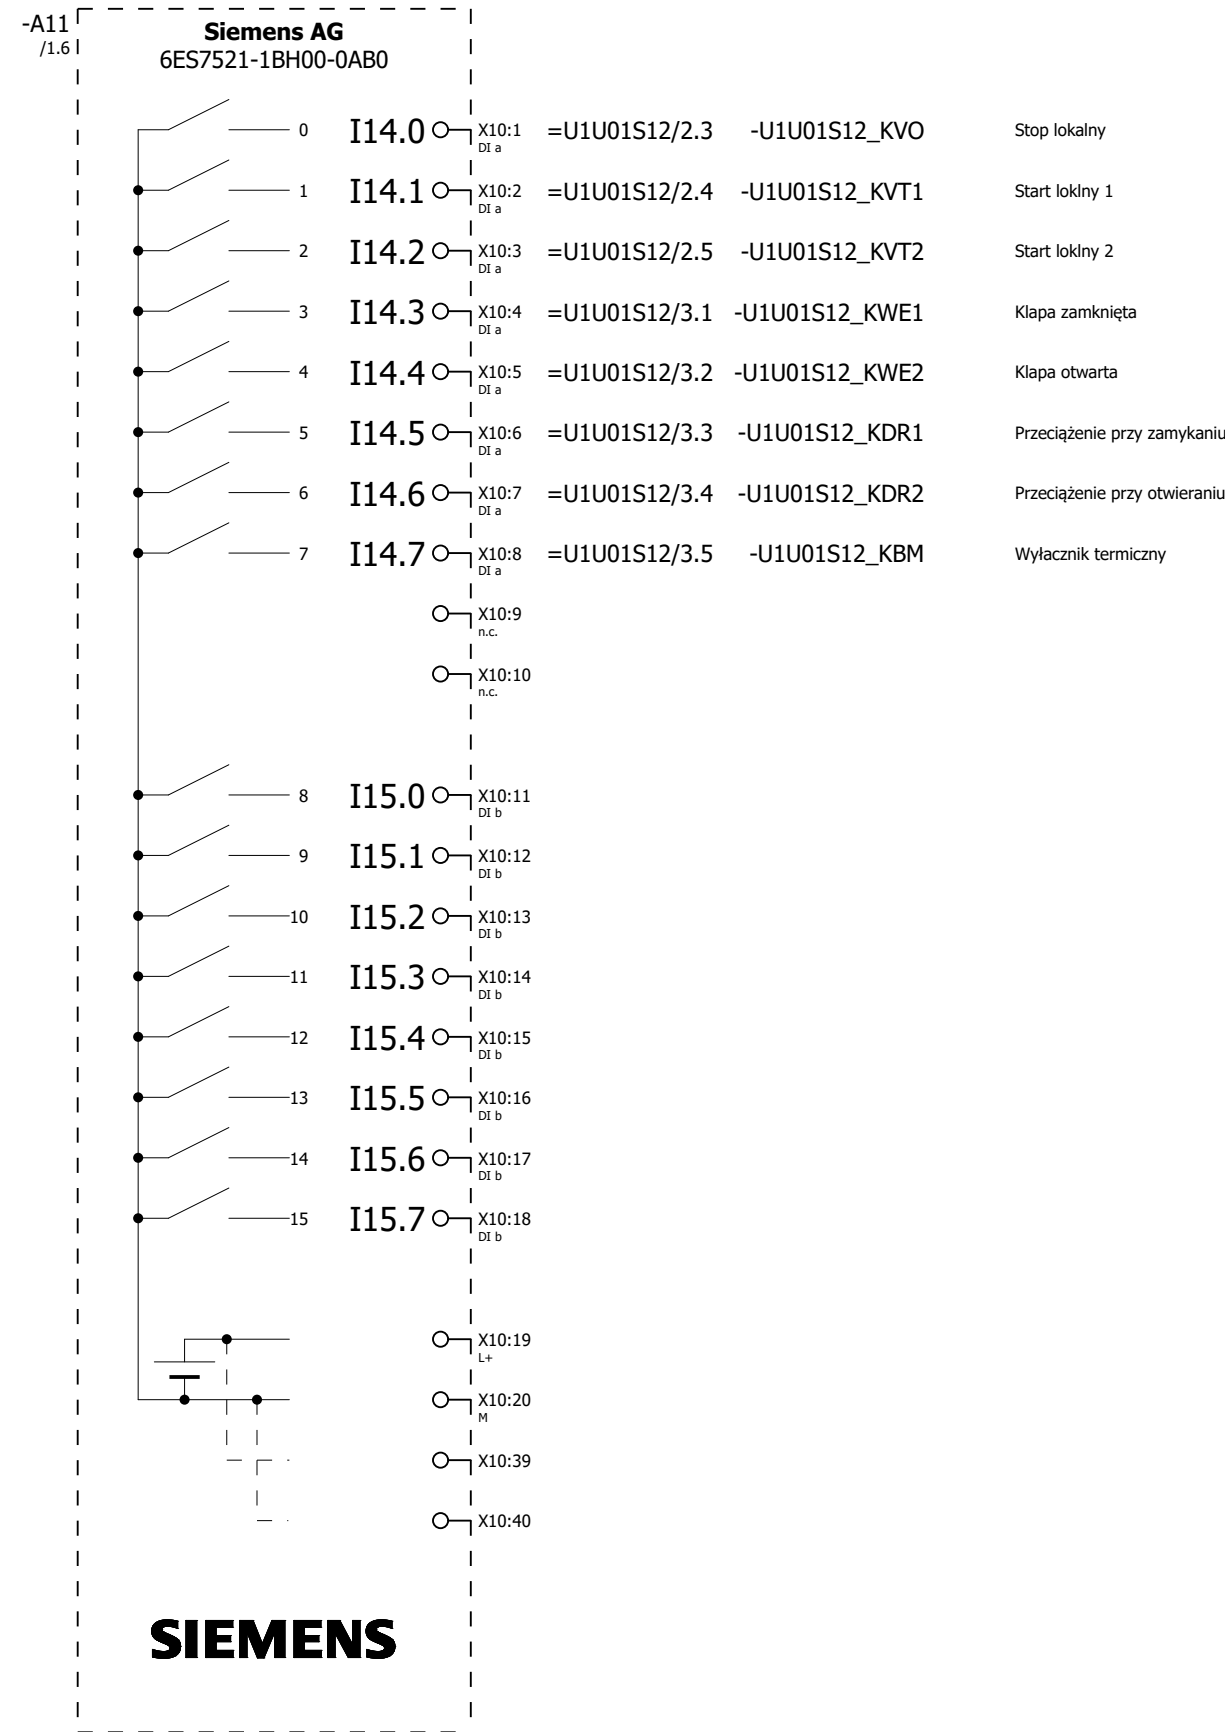 -A11
/1.6
Siemens AG
6ES7521-1BH00-0AB0
0 I14.0 X10:1 =U1U01S12/2.3 -U1U01S12_KVO Stop lokalny
DI a
1 I14.1 X10:2 =U1U01S12/2.4 -U1U01S12_KVT1 Start loklny 1
DI a
2 I14.2 X10:3 =U1U01S12/2.5 -U1U01S12_KVT2 Start loklny 2
DI a
3 I14.3 X10:4 =U1U01S12/3.1 -U1U01S12_KWE1 Klapa zamknięta
DI a
4 I14.4 X10:5 =U1U01S12/3.2 -U1U01S12_KWE2 Klapa otwarta
DI a
5 I14.5 X10:6 =U1U01S12/3.3 -U1U01S12_KDR1 Przeciążenie przy zamykaniu
DI a
6 I14.6 X10:7 =U1U01S12/3.4 -U1U01S12_KDR2 Przeciążenie przy otwieraniu
DI a
7 I14.7 X10:8 =U1U01S12/3.5 -U1U01S12_KBM Wyłacznik termiczny
DI a
X10:9
n.c.
X10:10
n.c.
8 I15.0 X10:11
DI b
9 I15.1 X10:12
DI b
10 I15.2 X10:13
DI b
11 I15.3 X10:14
DI b
12 I15.4 X10:15
DI b
13 I15.5 X10:16
DI b
14 I15.6 X10:17
DI b
15 I15.7 X10:18
DI b
X10:19
L+
X10:20
M
X10:39
X10:40
SIEMENS